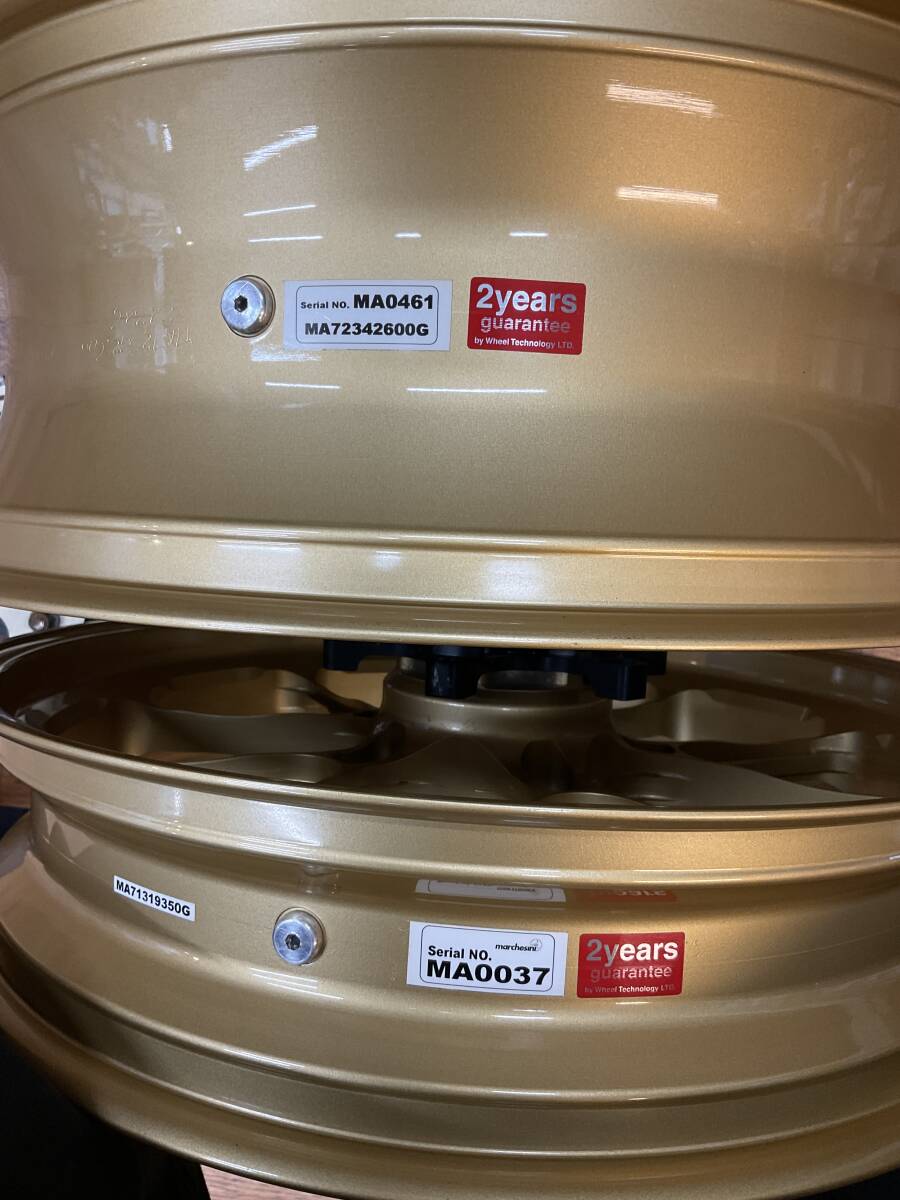 Serial NO. MA0461
MA72342600G
2years
guarantee
by Wheel Technology LTD.
MA71319350G
marchesini
Serial NO.
MA0037
2years
guarantee
by Wheel Technology LTD.